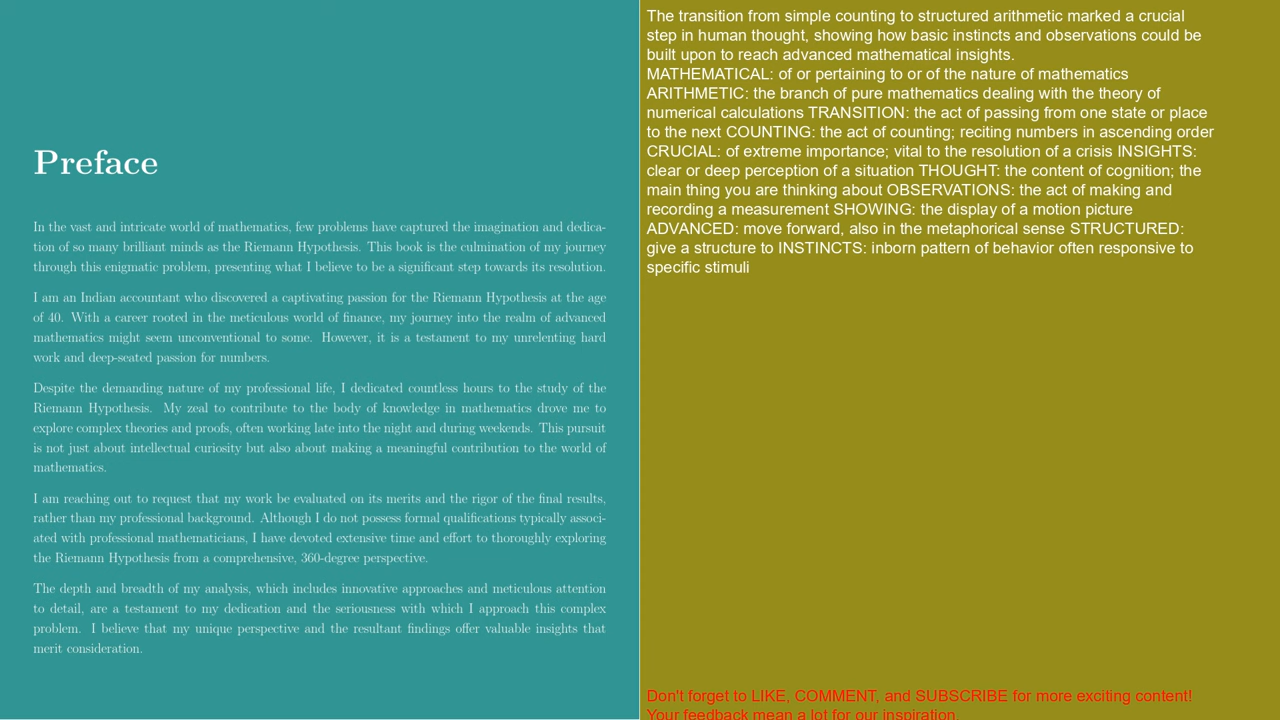 Preface
In the vast and intricate world of mathematics, few problems have captured the imagination and dedica-
tion of so many brilliant minds as the Riemann Hypothesis. This book is the culmination of my journey
through this enigmatic problem, presenting what I believe to be a significant step towards its resolution.
I am an Indian accountant who discovered a captivating passion for the Riemann Hypothesis at the age
of 40. With a career rooted in the meticulous world of finance, my journey into the realm of advanced
mathematics might seem unconventional to some. However, it is a testament to my unrelenting hard
work and deep-seated passion for numbers.
Despite the demanding nature of my professional life, I dedicated countless hours to the study of the
Riemann Hypothesis. My zeal to contribute to the body of knowledge in mathematics drove me to
explore complex theories and proofs, often working late into the night and during weekends. This pursuit
is not just about intellectual curiosity but also about making a meaningful contribution to the world of
mathematics.
I am reaching out to request that my work be evaluated on its merits and the rigor of the final results,
rather than my professional background. Although I do not possess formal qualifications typically associ-
ated with professional mathematicians, I have devoted extensive time and effort to thoroughly exploring
the Riemann Hypothesis from a comprehensive, 360-degree perspective.
The depth and breadth of my analysis, which includes innovative approaches and meticulous attention
to detail, are a testament to my dedication and the seriousness with which I approach this complex
problem. I believe that my unique perspective and the resultant findings offer valuable insights that
merit consideration.
The transition from simple counting to structured arithmetic marked a crucial
step in human thought, showing how basic instincts and observations could be
built upon to reach advanced mathematical insights.
MATHEMATICAL: of or pertaining to or of the nature of mathematics
ARITHMETIC: the branch of pure mathematics dealing with the theory of
numerical calculations TRANSITION: the act of passing from one state or place
to the next COUNTING: the act of counting; reciting numbers in ascending order
CRUCIAL: of extreme importance; vital to the resolution of a crisis INSIGHTS:
clear or deep perception of a situation THOUGHT: the content of cognition; the
main thing you are thinking about OBSERVATIONS: the act of making and
recording a measurement SHOWING: the display of a motion picture
ADVANCED: move forward, also in the metaphorical sense STRUCTURED:
give a structure to INSTINCTS: inborn pattern of behavior often responsive to
specific stimuli
Don't forget to LIKE, COMMENT, and SUBSCRIBE for more exciting content!
Your feedback mean a lot for our inspiration.